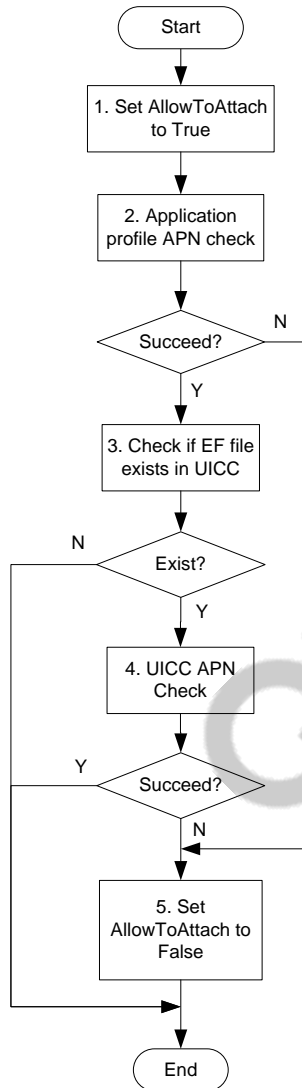 Start
1. Set AllowToAttach
to True
2. Application
profile APN check
Succeed?
N
Y
3. Check if EF file
exists in UICC
N
Exist?
Y
4. UICC APN
Check
Y
Succeed?
N
5. Set
AllowToAttach to
False
End